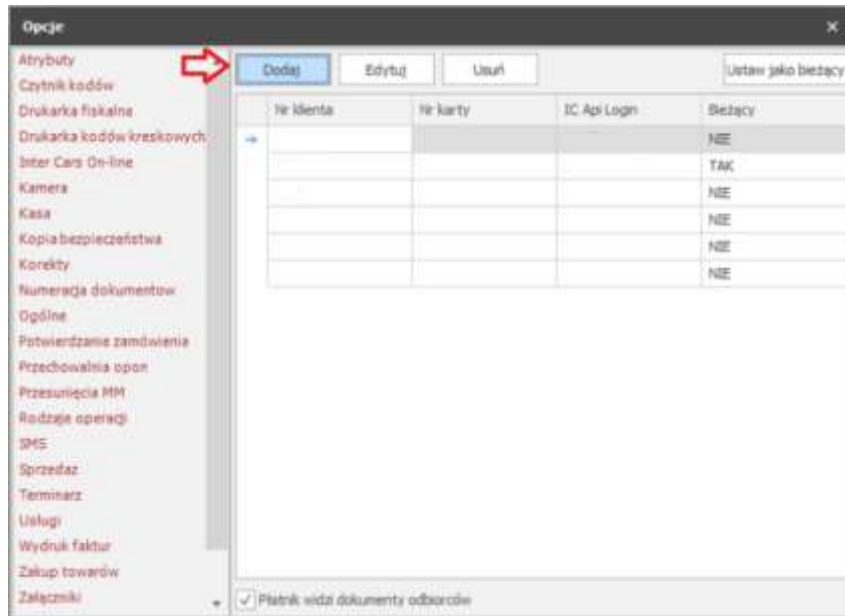 Opcje
Atrybuty
Czytnik kodów
Drukarka fiskalna
Drukarka kodów kreskowych
Inter Cars On-line
Kamera
Kasa
Kopia bezpieczeństwa
Korekty
Numeracja dokumentow
Ogólne
Potwierdzanie zamówienia
Przechowalnia opon
Przesunięcia MM
Rodzaje operacji
SMS
Sprzedaz
Terminarz
Usługi
Wydruk faktur
Zakup towarów
Załączniki
Dodaj Edytuj Usuń Ustaw jako bieżący
Nr klienta Nr karty IC Api Login Bieżący
NIE
TAK
NIE
NIE
NIE
NIE
Płatnik widzi dokumenty odbiorców